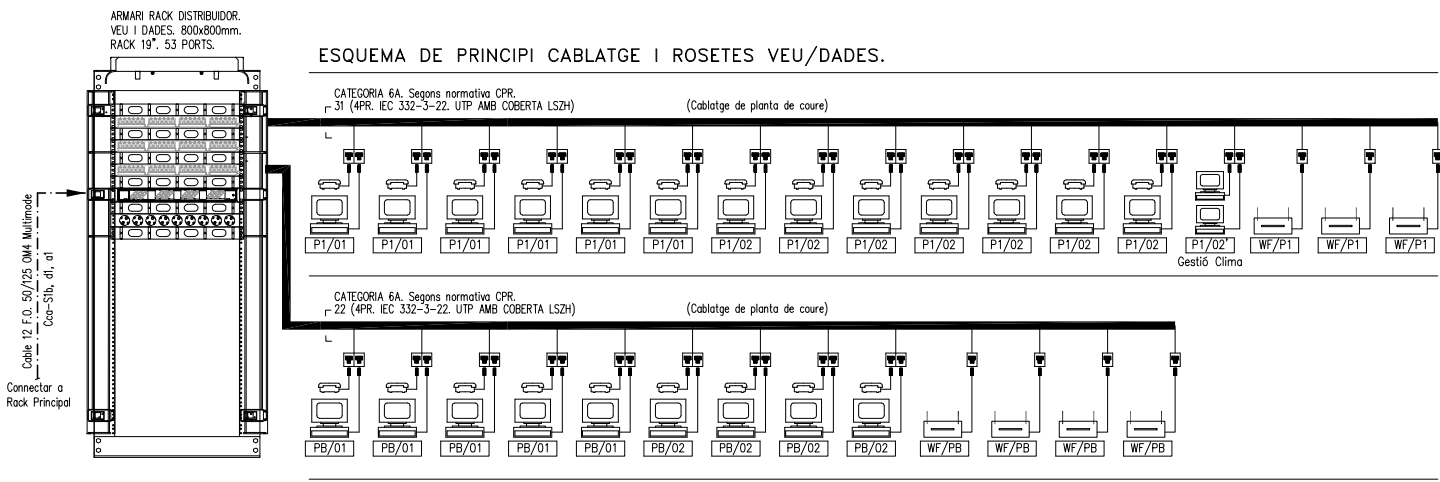 ARMARI RACK DISTRIBUIDOR.
VEU I DADES. 800x800mm.
RACK 19". 53 PORTS.
ESQUEMA DE PRINCIPI CABLATGE I ROSETES VEU/DADES.
CATEGORIA 6A. Segons normativa CPR.
31 (4PR. IEC 332-3-22. UTP AMB COBERTA LSZH)
(Cablatge de planta de coure)
P1/01
P1/01
P1/01
P1/01
P1/01
P1/01
P1/02
P1/02
P1/02
P1/02
P1/02
P1/02
P1/02
P1/02'
WF/P1
WF/P1
WF/P1
Gestió Clima
Cable 12 F.O. 50/125 OM4 Multimode
Cca-S1b, d1, a1
Connectar a
Rack Principal
CATEGORIA 6A. Segons normativa CPR.
22 (4PR. IEC 332-3-22. UTP AMB COBERTA LSZH)
(Cablatge de planta de coure)
PB/01
PB/01
PB/01
PB/01
PB/01
PB/02
PB/02
PB/02
PB/02
WF/PB
WF/PB
WF/PB
WF/PB